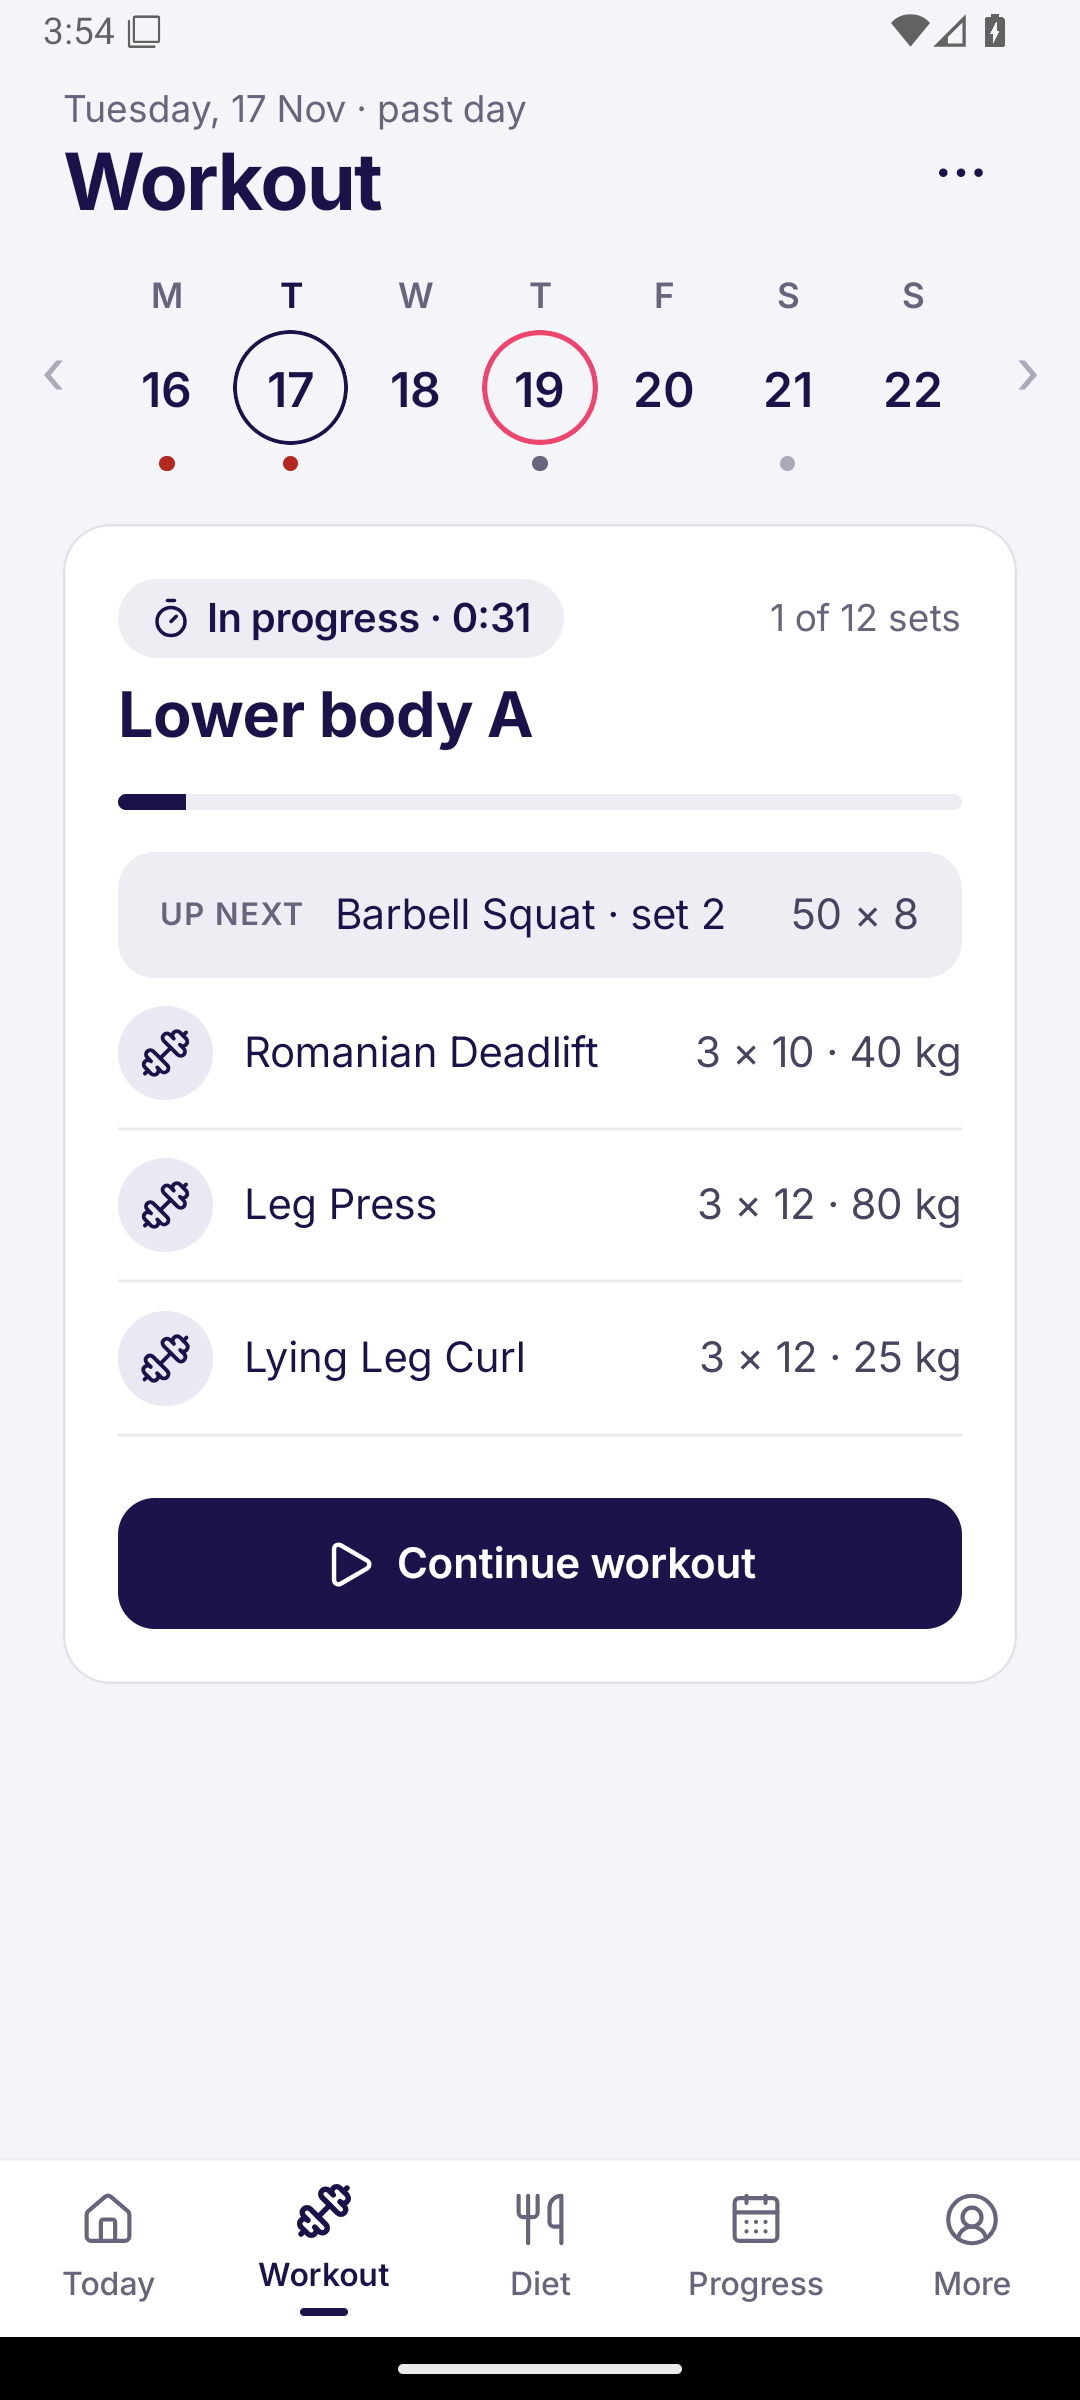 3:54
Tuesday, 17 Nov · past day
Workout
M T W T F S S
16 17 18 19 20 21 22
In progress · 0:31
1 of 12 sets
Lower body A
UP NEXT Barbell Squat · set 2 50 × 8
Romanian Deadlift 3 × 10 · 40 kg
Leg Press 3 × 12 · 80 kg
Lying Leg Curl 3 × 12 · 25 kg
Continue workout
Today Workout Diet Progress More